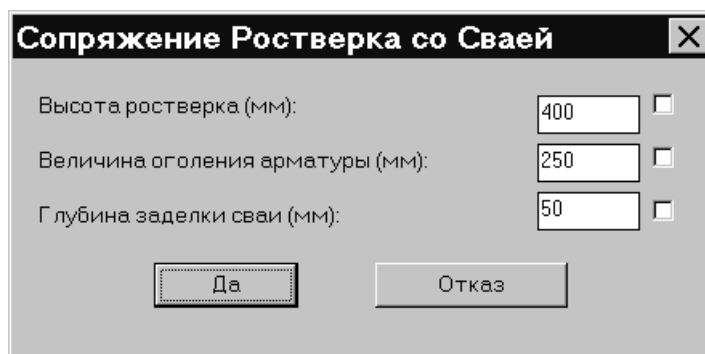 Сопряжение Ростверка со Сваей
Высота ростверка (мм): 400
Величина оголения арматуры (мм): 250
Глубина заделки сваи (мм): 50
Да Отказ